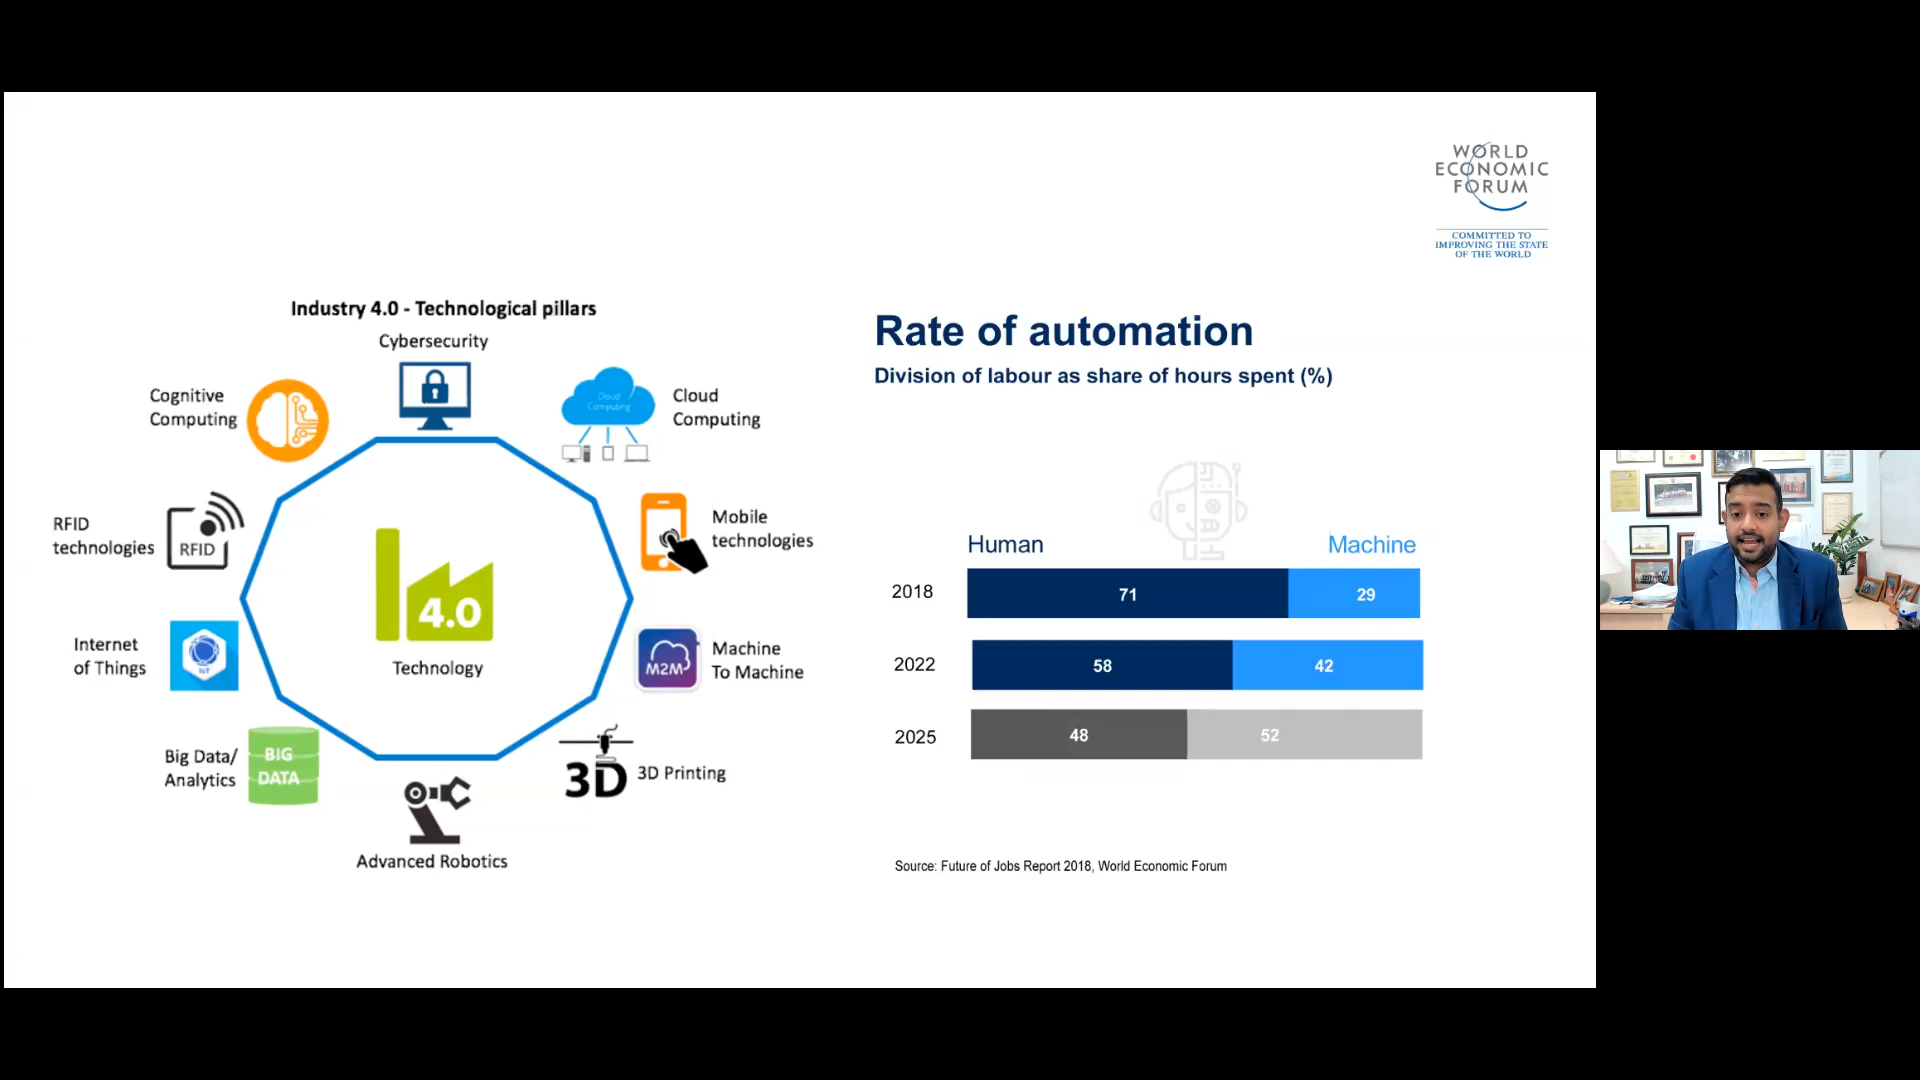 WORLD
ECONOMIC
FORUM
COMMITTED TO
IMPROVING THE STATE
OF THE WORLD
Industry 4.0 - Technological pillars
Cybersecurity
Cognitive
Computing
Cloud
Computing
Cloud
Computing
RFID
technologies
RFID
Mobile
technologies
4.0
Technology
Internet
of Things
IoT
M2M
Machine
To Machine
Big Data/
Analytics
BIG
DATA
3D
3D Printing
Advanced Robotics
Rate of automation
Division of labour as share of hours spent (%)
Human Machine
2018 71 29
2022 58 42
2025 48 52
Source: Future of Jobs Report 2018, World Economic Forum